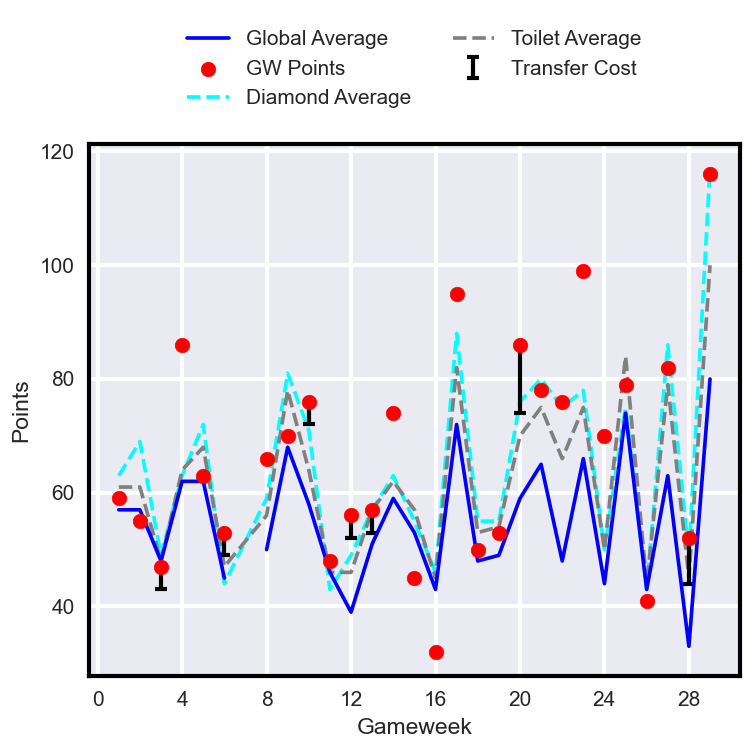 Global Average
GW Points
Diamond Average
Toilet Average
Transfer Cost
Points
120
100
80
60
40
0 4 8 12 16 20 24 28
Gameweek